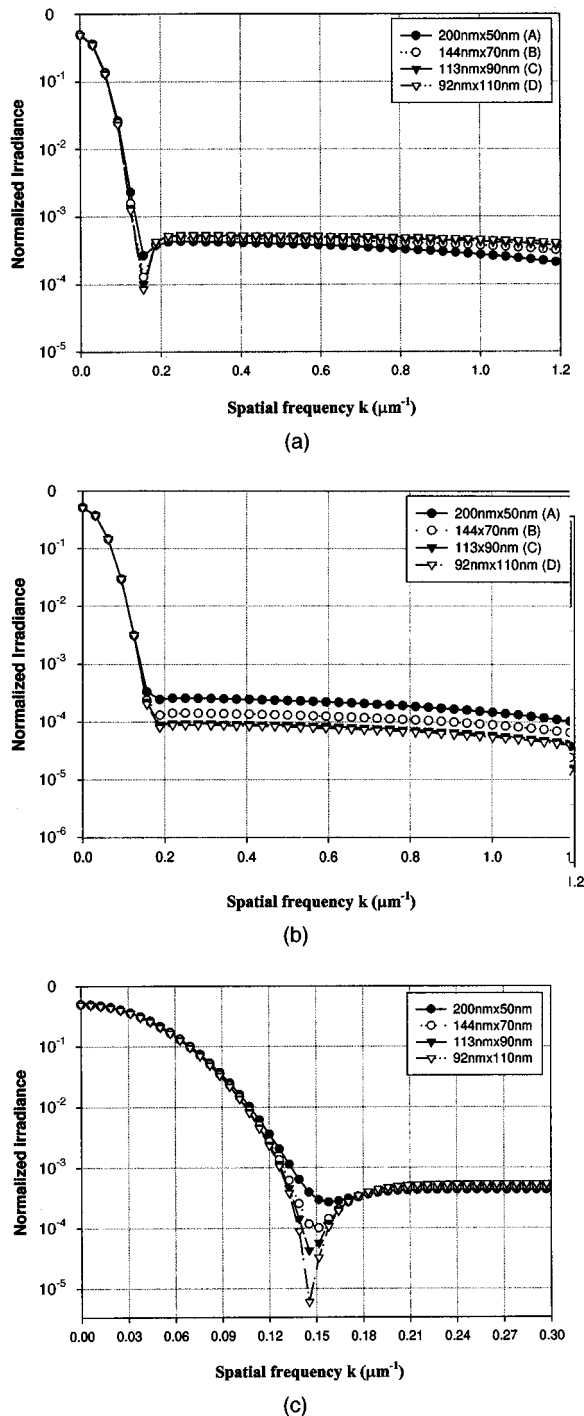 0
10-1
10-2
10-3
10-4
10-5
Normalized Irradiance
200nmx50nm (A)
144nmx70nm (B)
113nmx90nm (C)
92nmx110nm (D)
0.0 0.2 0.4 0.6 0.8 1.0 1.2
Spatial frequency k (μm-1)
(a)
0
10-1
10-2
10-3
10-4
10-5
10-6
Normalized Irradiance
200nmx50nm (A)
144x70nm (B)
113x90nm (C)
92nmx110nm (D)
0.0 0.2 0.4 0.6 0.8 1.0
1.2
Spatial frequency k (μm-1)
(b)
0
10-1
10-2
10-3
10-4
10-5
Normalized Irradiance
200nmx50nm
144nmx70nm
113nmx90nm
92nmx110nm
0.00 0.03 0.06 0.09 0.12 0.15 0.18 0.21 0.24 0.27 0.30
Spatial frequency k (μm-1)
(c)